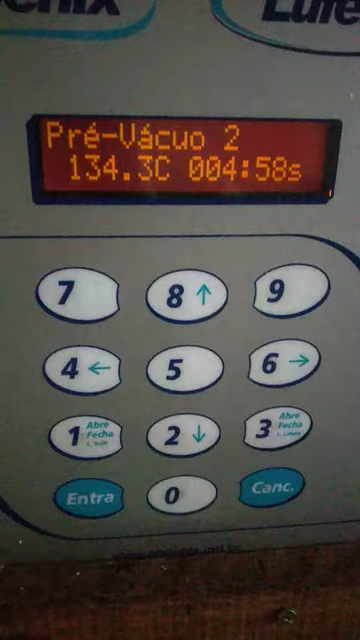 Pré-Vácuo 2
134.3C 004:58s
7
8 ↑
9
4 ←
5
6 →
1 Abre
Fecha
2 ↓
3 Abre
Fecha
Entra
0
Canc.